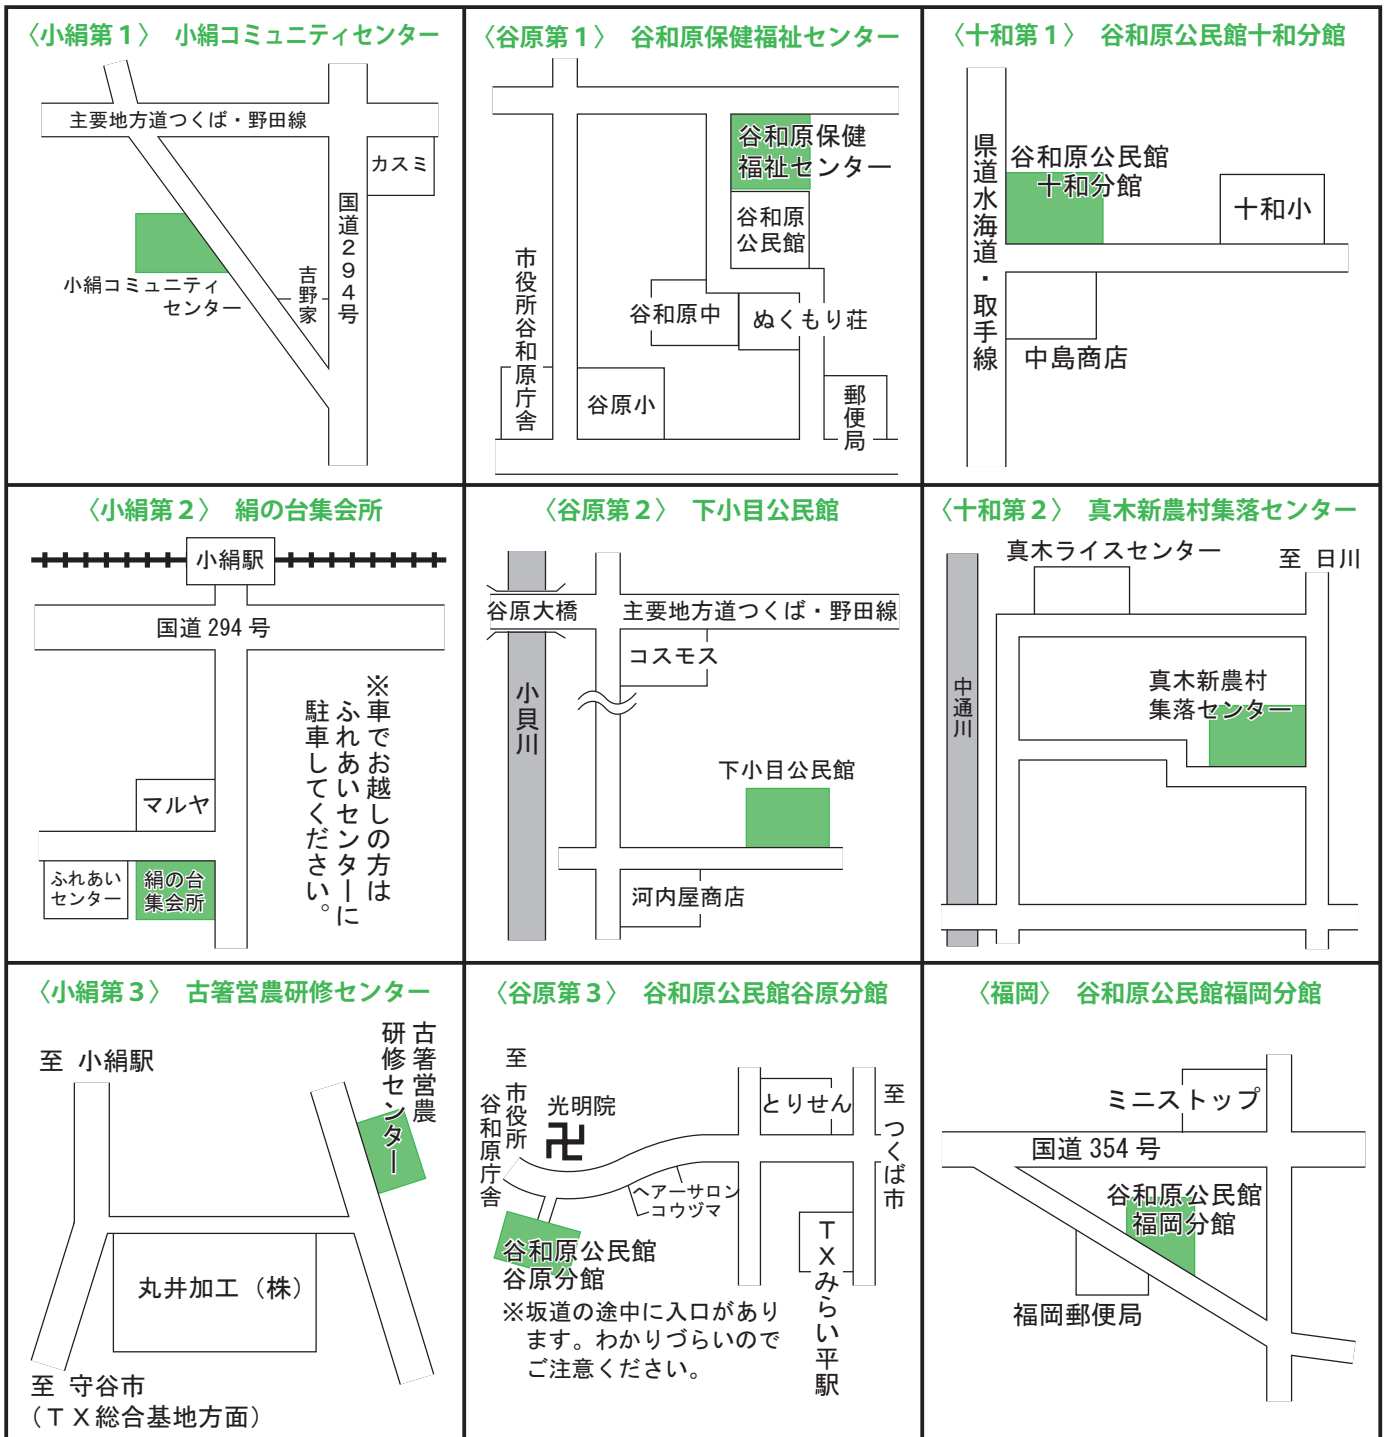 〈小絹第１〉 小絹コミュニティセンター
主要地方道つくば・野田線
カスミ
国道２９４号
吉野家
小絹コミュニティ
センター
〈谷原第１〉 谷和原保健福祉センター
谷和原保健
福祉センター
谷和原
公民館
市役所谷和原庁舎
谷和原中
ぬくもり荘
谷原小
郵便局
〈十和第１〉 谷和原公民館十和分館
県道水海道・取手線
谷和原公民館
十和分館
十和小
中島商店
〈小絹第２〉 絹の台集会所
小絹駅
国道 294 号
※車でお越しの方は
ふれあいセンターに
駐車してください。
マルヤ
ふれあい
センター
絹の台
集会所
〈谷原第２〉 下小目公民館
谷原大橋
主要地方道つくば・野田線
コスモス
小貝川
下小目公民館
河内屋商店
〈十和第２〉 真木新農村集落センター
真木ライスセンター
至 日川
中通川
真木新農村
集落センター
〈小絹第３〉 古箸営農研修センター
古箸営農
研修センター
至 小絹駅
丸井加工（株）
至 守谷市
（ＴＸ総合基地方面）
〈谷原第３〉 谷和原公民館谷原分館
至 市役所
谷和原庁舎
光明院
卍
とりせん
至 つくば市
ヘアーサロン
コウヅマ
ＴＸみらい平駅
谷和原公民館
谷原分館
※坂道の途中に入口があり
ます。わかりづらいので
ご注意ください。
〈福岡〉 谷和原公民館福岡分館
ミニストップ
国道 354 号
谷和原公民館
福岡分館
福岡郵便局